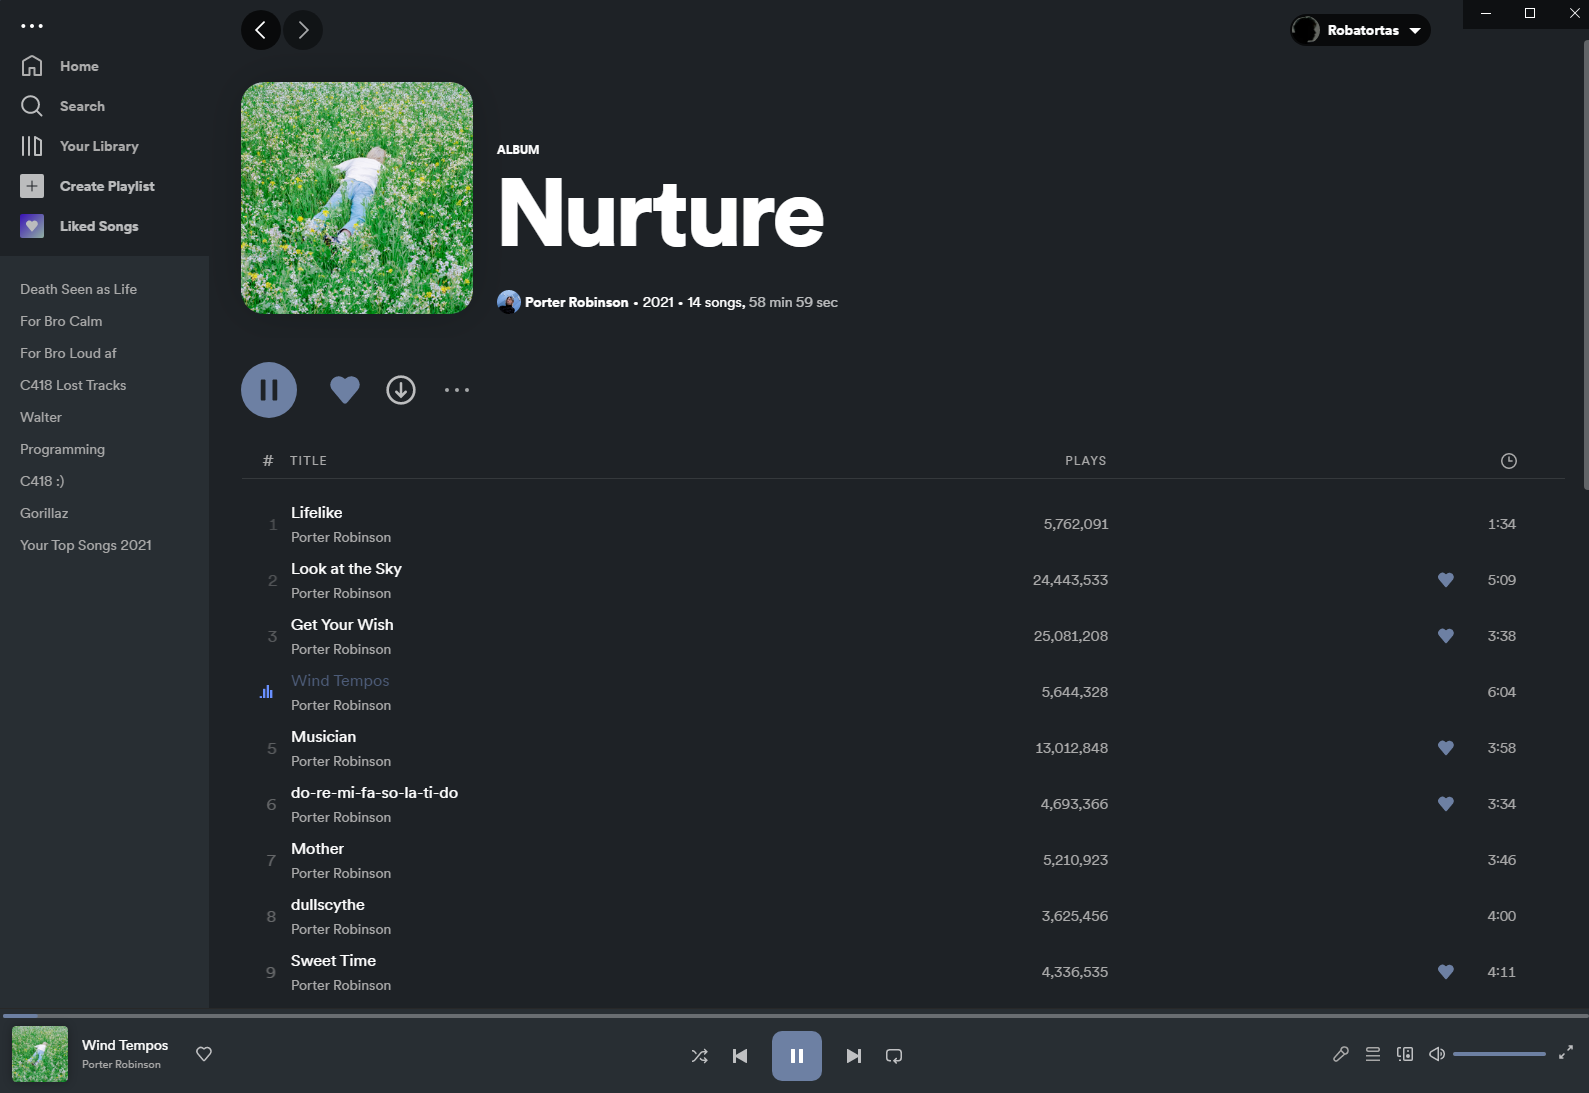 Home
Search
Your Library
Create Playlist
Liked Songs
Death Seen as Life
For Bro Calm
For Bro Loud af
C418 Lost Tracks
Walter
Programming
C418 :)
Gorillaz
Your Top Songs 2021
Robatortas
ALBUM
Nurture
Porter Robinson • 2021 • 14 songs, 58 min 59 sec
# TITLE PLAYS
1 Lifelike 5,762,091 1:34
Porter Robinson
2 Look at the Sky 24,443,533 5:09
Porter Robinson
3 Get Your Wish 25,081,208 3:38
Porter Robinson
Wind Tempos 5,644,328 6:04
Porter Robinson
5 Musician 13,012,848 3:58
Porter Robinson
6 do-re-mi-fa-so-la-ti-do 4,693,366 3:34
Porter Robinson
7 Mother 5,210,923 3:46
Porter Robinson
8 dullscythe 3,625,456 4:00
Porter Robinson
9 Sweet Time 4,336,535 4:11
Porter Robinson
Wind Tempos
Porter Robinson